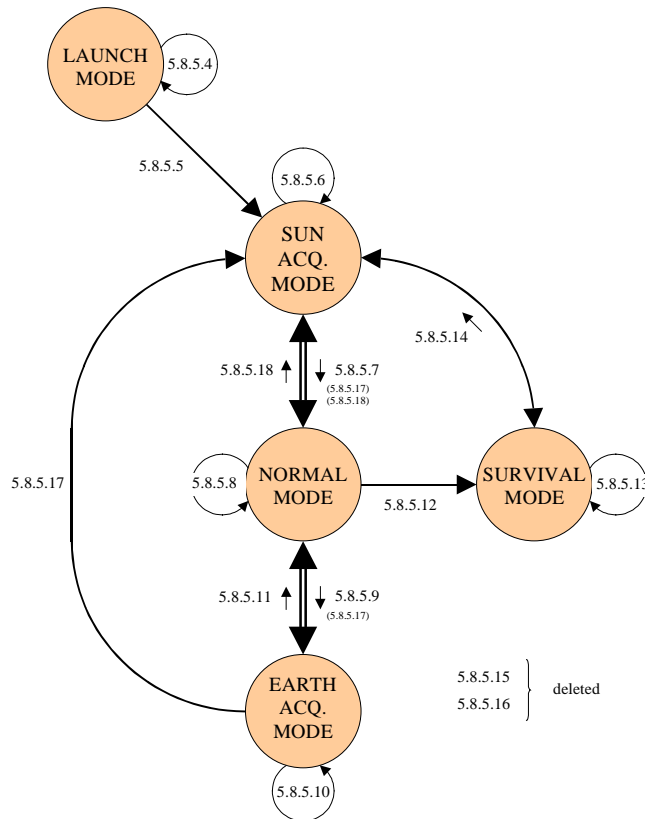 LAUNCH
MODE
5.8.5.4
5.8.5.5
5.8.5.6
SUN
ACQ.
MODE
5.8.5.14
5.8.5.18
5.8.5.7
(5.8.5.17)
(5.8.5.18)
5.8.5.17
5.8.5.8
NORMAL
MODE
5.8.5.12
SURVIVAL
MODE
5.8.5.13
5.8.5.11
5.8.5.9
(5.8.5.17)
EARTH
ACQ.
MODE
5.8.5.10
5.8.5.15
5.8.5.16
deleted